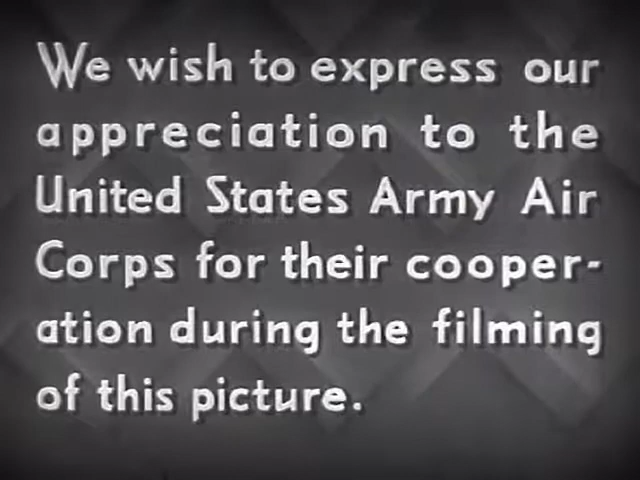 We wish to express our
appreciation to the
United States Army Air
Corps for their cooper-
ation during the filming
of this picture.